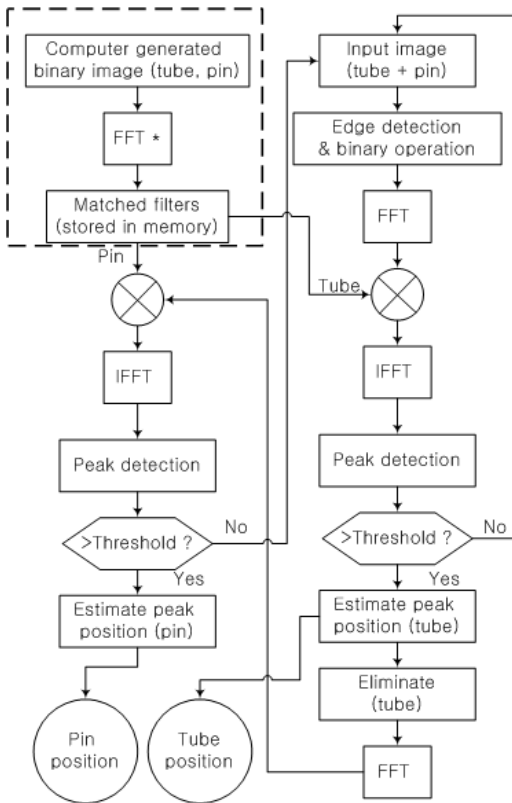 Computer generated
binary image (tube, pin)
FFT *
Matched filters
(stored in memory)
Pin
IFFT
Peak detection
>Threshold ?
No
Yes
Estimate peak
position (pin)
Pin
position
Tube
position
Input image
(tube + pin)
Edge detection
& binary operation
FFT
Tube
IFFT
Peak detection
>Threshold ?
No
Yes
Estimate peak
position (tube)
Eliminate
(tube)
FFT